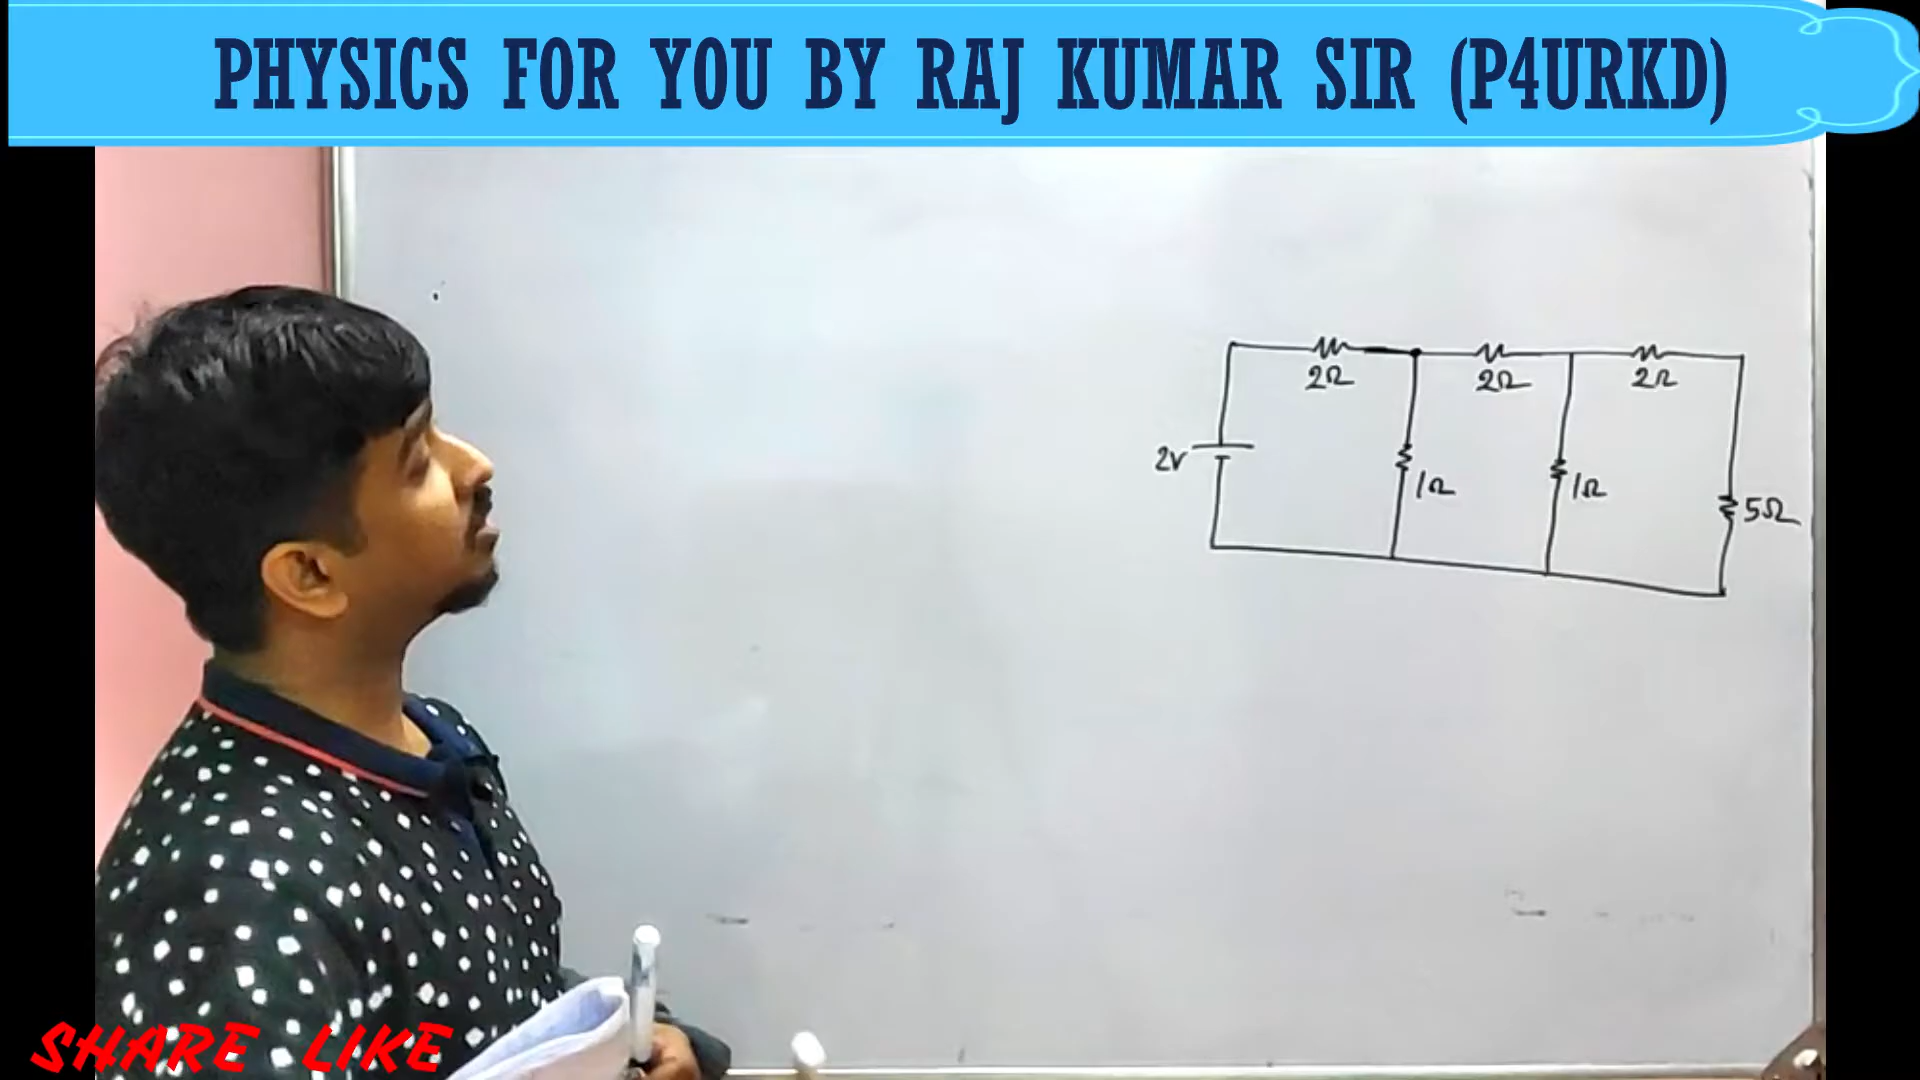 PHYSICS FOR YOU BY RAJ KUMAR SIR (P4URKD)
2Ω 2Ω 2Ω
2V
1Ω 1Ω
5Ω
SHARE LIKE